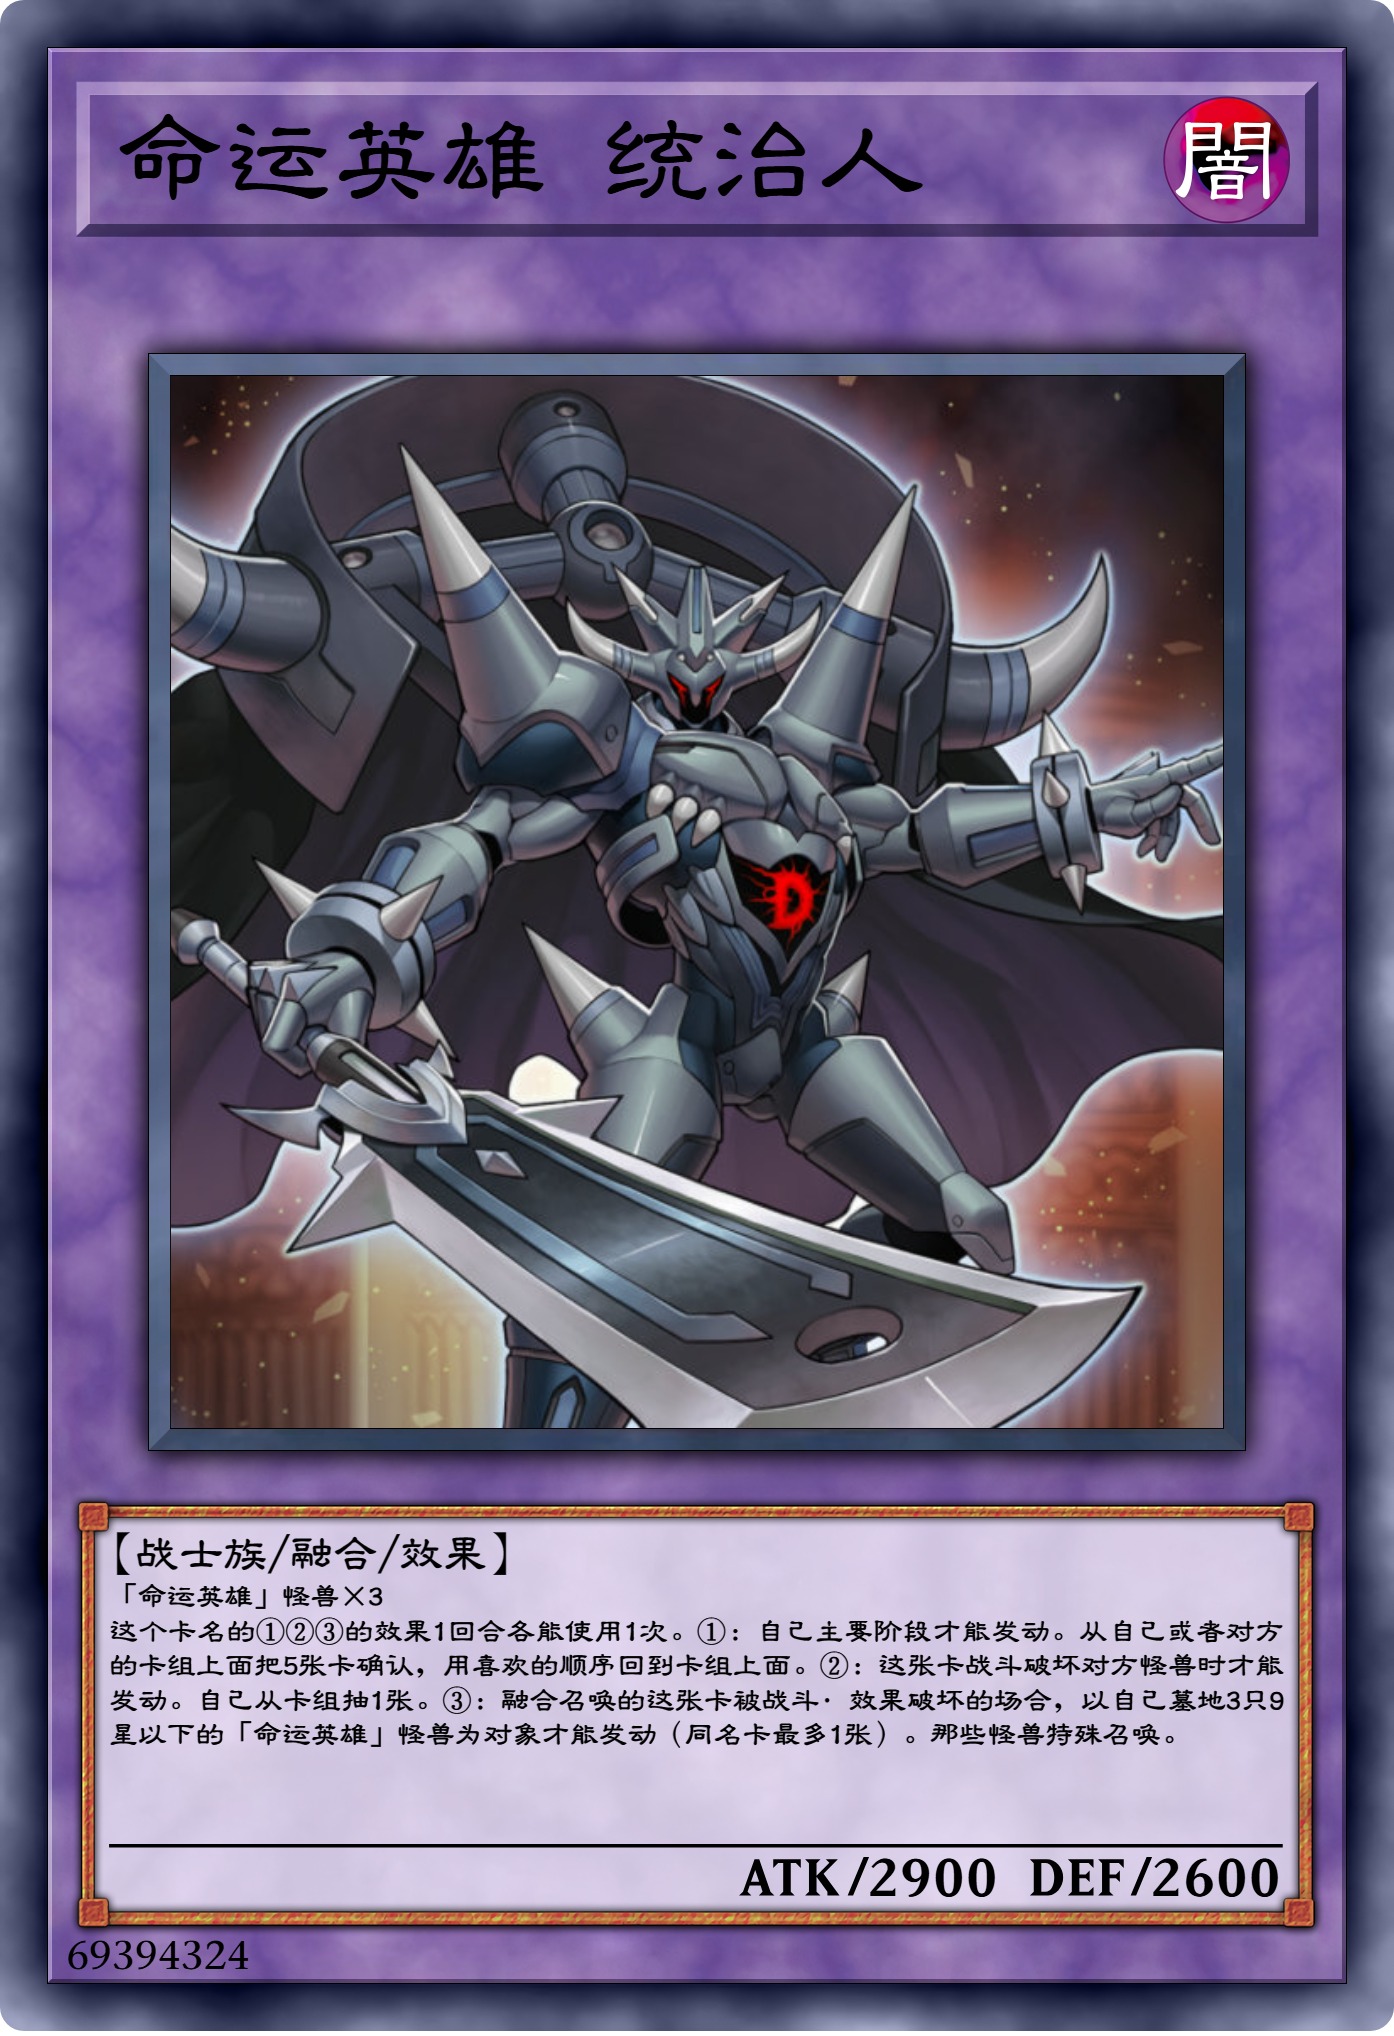 命运英雄 统治人
闇
D
【战士族/融合/效果】
「命运英雄」怪兽×3
这个卡名的①②③的效果1回合各能使用1次。①：自己主要阶段才能发动。从自己或者对方
的卡组上面把5张卡确认，用喜欢的顺序回到卡组上面。②：这张卡战斗破坏对方怪兽时才能
发动。自己从卡组抽1张。③：融合召唤的这张卡被战斗·效果破坏的场合，以自己墓地3只9
星以下的「命运英雄」怪兽为对象才能发动（同名卡最多1张）。那些怪兽特殊召唤。
ATK/2900 DEF/2600
69394324